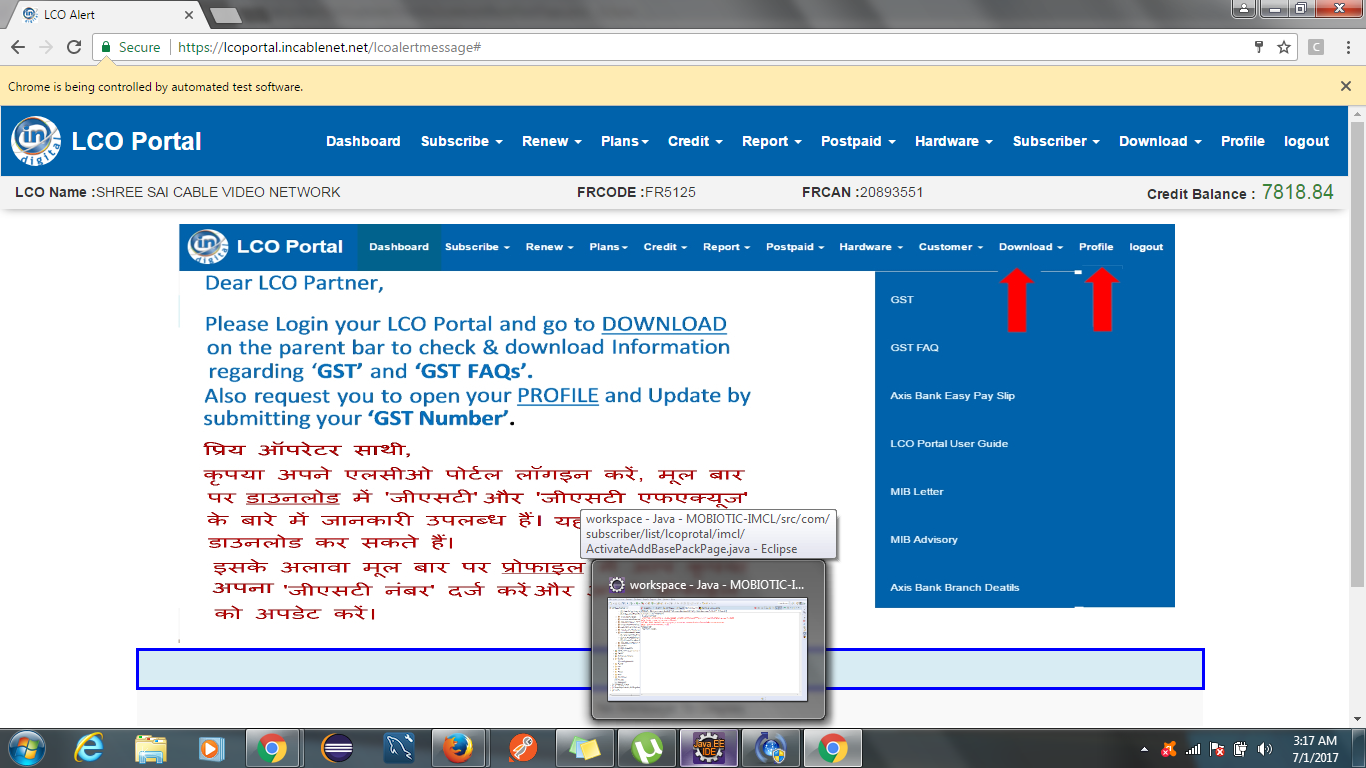 LCO Alert
Secure
https://lcoportal.incablenet.net/lcoalertmessage#
C
Chrome is being controlled by automated test software.
in
digital
LCO Portal
Dashboard Subscribe Renew Plans Credit Report Postpaid Hardware Subscriber Download Profile logout
LCO Name :SHREE SAI CABLE VIDEO NETWORK FRCODE :FR5125 FRCAN :20893551 Credit Balance : 7818.84
in
digital
LCO Portal
Dashboard Subscribe Renew Plans Credit Report Postpaid Hardware Customer Download Profile logout
Dear LCO Partner,
Please Login your LCO Portal and go to DOWNLOAD
on the parent bar to check & download Information
regarding ‘GST’ and ‘GST FAQs’.
Also request you to open your PROFILE and Update by
submitting your ‘GST Number’.
प्रिय ऑपरेटर साथी,
कृपया अपने एलसीओ पोर्टल लॉगइन करें, मूल बार
पर डाउनलोड में 'जीएसटी' और 'जीएसटी एफएक्यूज'
के बारे में जानकारी उपलब्ध हैं।
डाउनलोड कर सकते हैं।
इसके अलावा मूल बार पर प्रोफाइल
अपना 'जीएसटी नंबर' दर्ज करें और
को अपडेट करें।
GST
GST FAQ
Axis Bank Easy Pay Slip
LCO Portal User Guide
MIB Letter
MIB Advisory
Axis Bank Branch Deatils
workspace - Java - MOBIOTIC-IMCL/src/com/
subscriber/list/lcoprotal/imcl/
ActivateAddBasePackPage.java - Eclipse
workspace - Java - MOBIOTIC-I...
Java EE
IDE
3:17 AM
7/1/2017